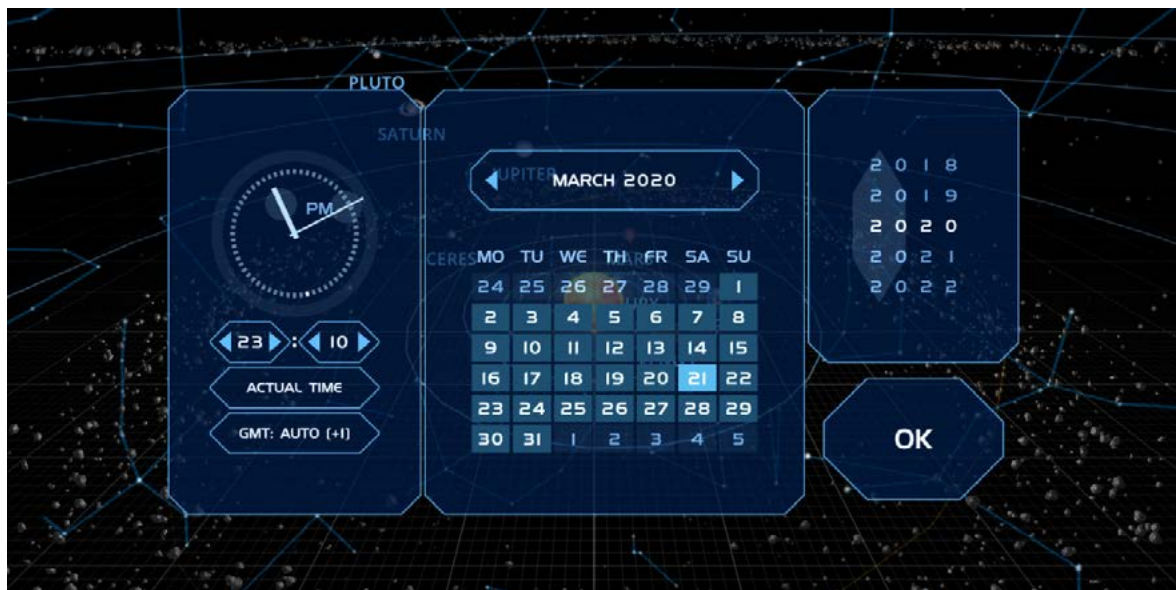 PLUTO
SATURN
JUPITER
MARCH 2020
PM
CERES
MO TU WE TH FR SA SU
24 25 26 27 28 29 1
2 3 4 5 6 7 8
9 10 11 12 13 14 15
16 17 18 19 20 21 22
23 24 25 26 27 28 29
30 31 1 2 3 4 5
23 : 10
ACTUAL TIME
GMT: AUTO (+1)
2018
2019
2020
2021
2022
OK